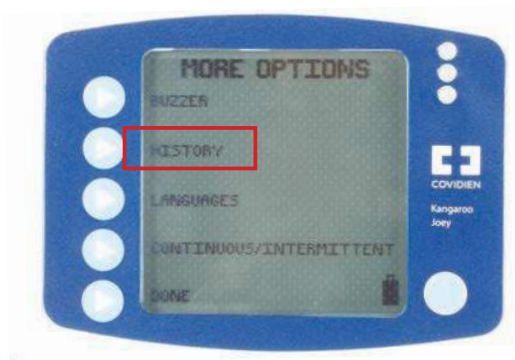 MORE OPTIONS
BUZZER
HISTORY
LANGUAGES
CONTINUOUS/INTERMITTENT
DONE
COVIDIEN
Kangaroo
Joey